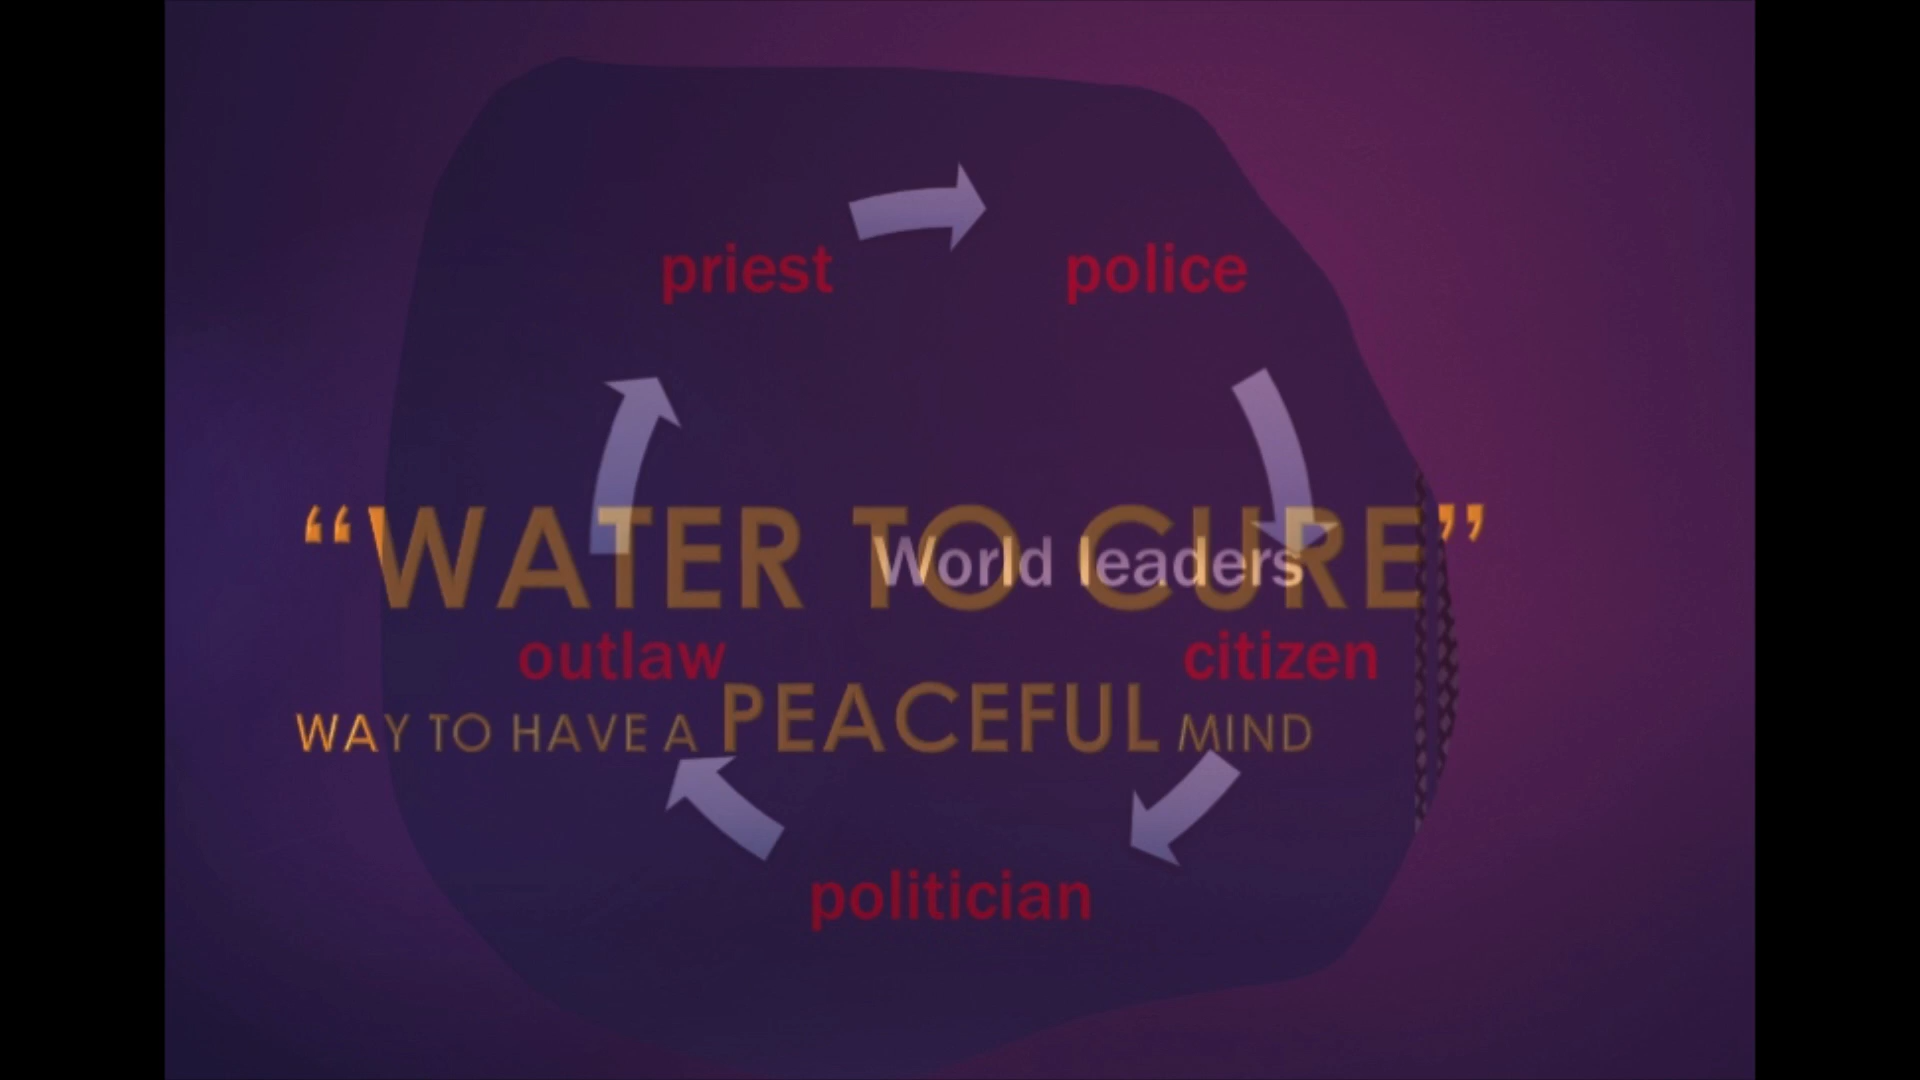 priest
police
“WATER TO CURE”
World leaders
outlaw
citizen
WAY TO HAVE A PEACEFUL MIND
politician